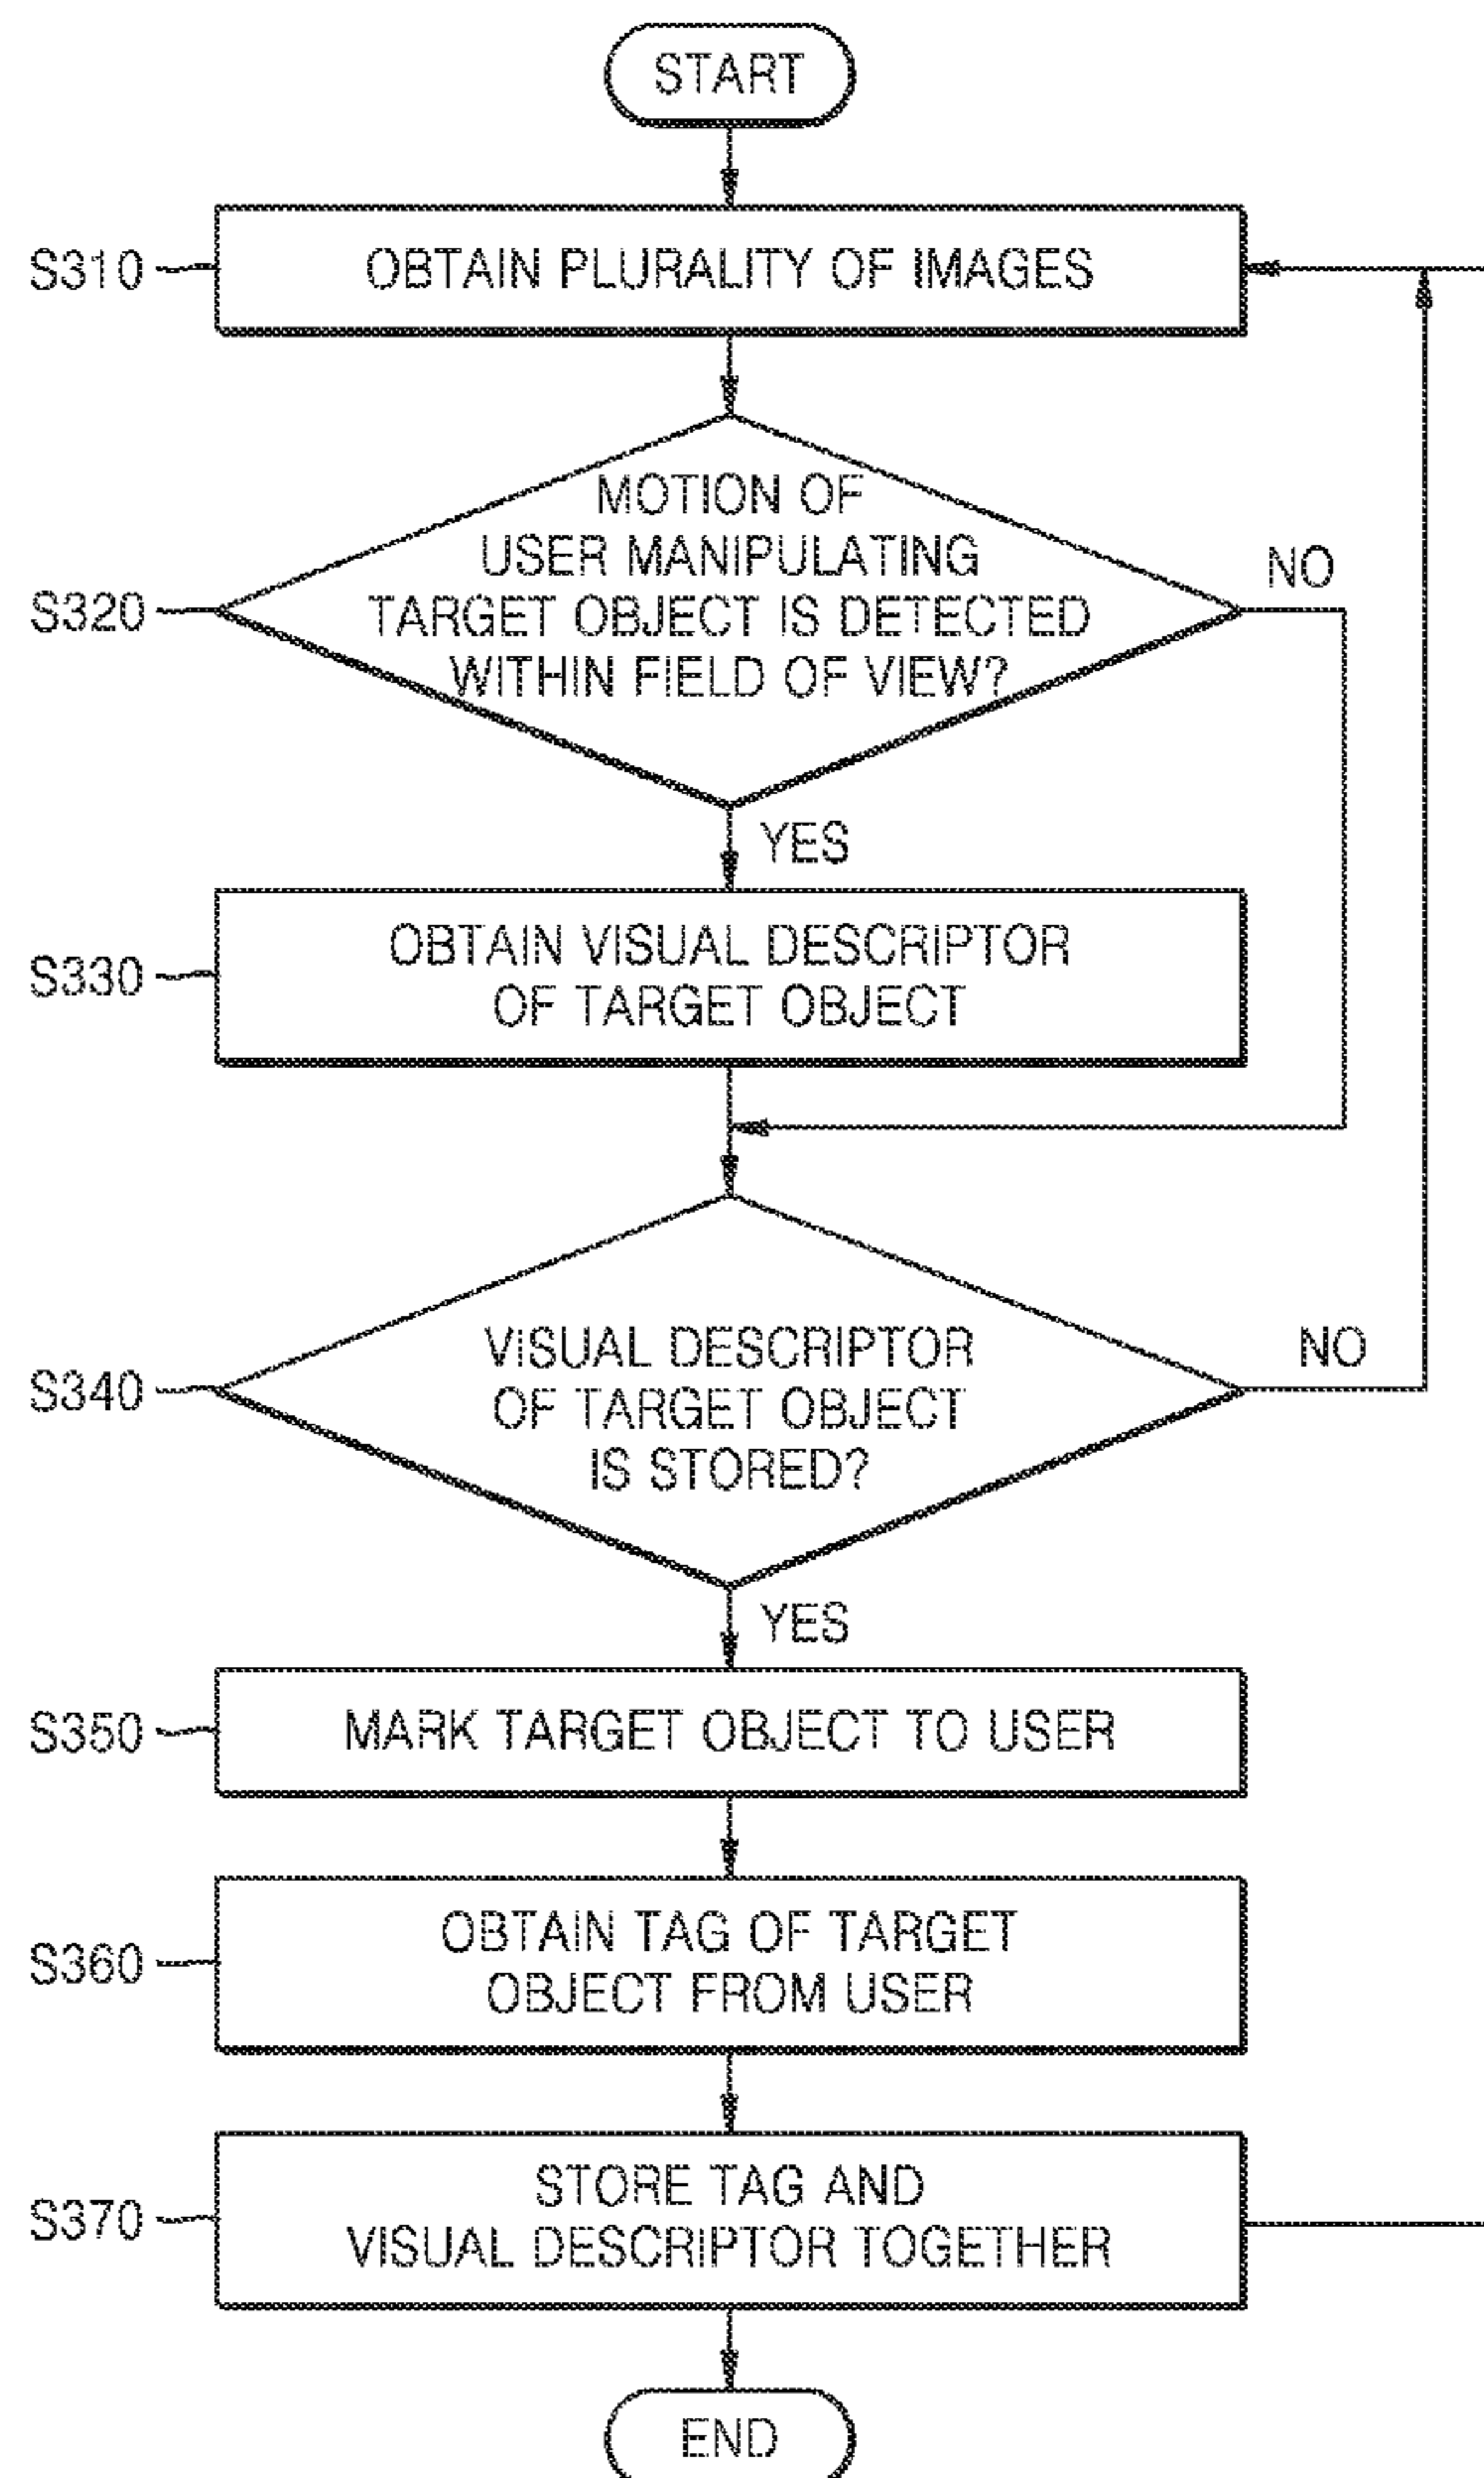 START
S310
OBTAIN PLURALITY OF IMAGES
S320
MOTION OF
USER MANIPULATING
TARGET OBJECT IS DETECTED
WITHIN FIELD OF VIEW?
NO
YES
S330
OBTAIN VISUAL DESCRIPTOR
OF TARGET OBJECT
S340
VISUAL DESCRIPTOR
OF TARGET OBJECT
IS STORED?
NO
YES
S350
MARK TARGET OBJECT TO USER
S360
OBTAIN TAG OF TARGET
OBJECT FROM USER
S370
STORE TAG AND
VISUAL DESCRIPTOR TOGETHER
END